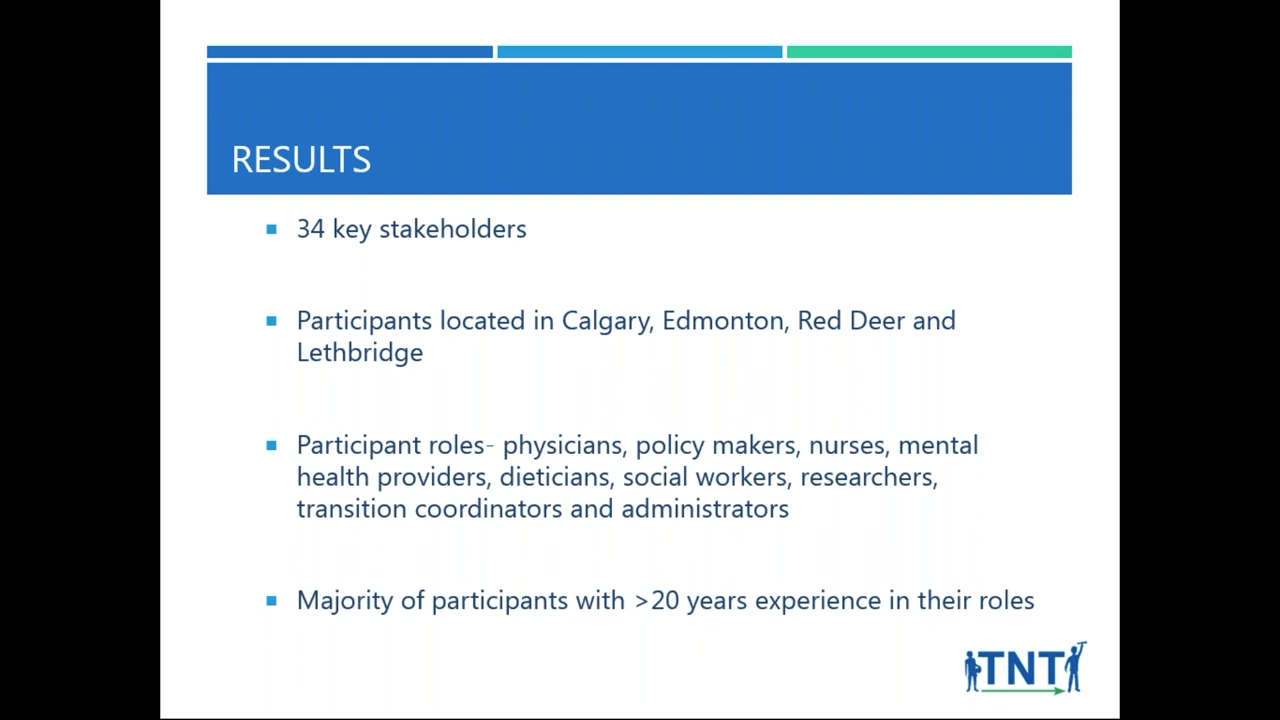 RESULTS
34 key stakeholders
Participants located in Calgary, Edmonton, Red Deer and
Lethbridge
Participant roles- physicians, policy makers, nurses, mental
health providers, dieticians, social workers, researchers,
transition coordinators and administrators
Majority of participants with >20 years experience in their roles
TNT